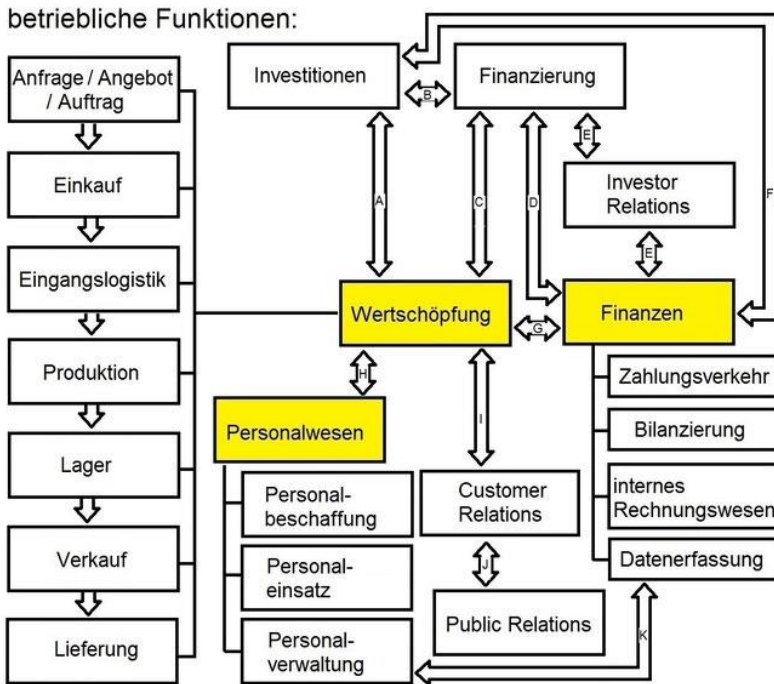 betriebliche Funktionen:
Anfrage / Angebot
/ Auftrag
Einkauf
Eingangslogistik
Produktion
Lager
Verkauf
Lieferung
Investitionen
B
Finanzierung
F
A
C
D
E
Investor
Relations
E
Wertschöpfung
G
Finanzen
H
I
Personalwesen
Personal-
beschaffung
Personal-
einsatz
Personal-
verwaltung
Customer
Relations
J
Public Relations
Zahlungsverkehr
Bilanzierung
internes
Rechnungswesen
Datenerfassung
K